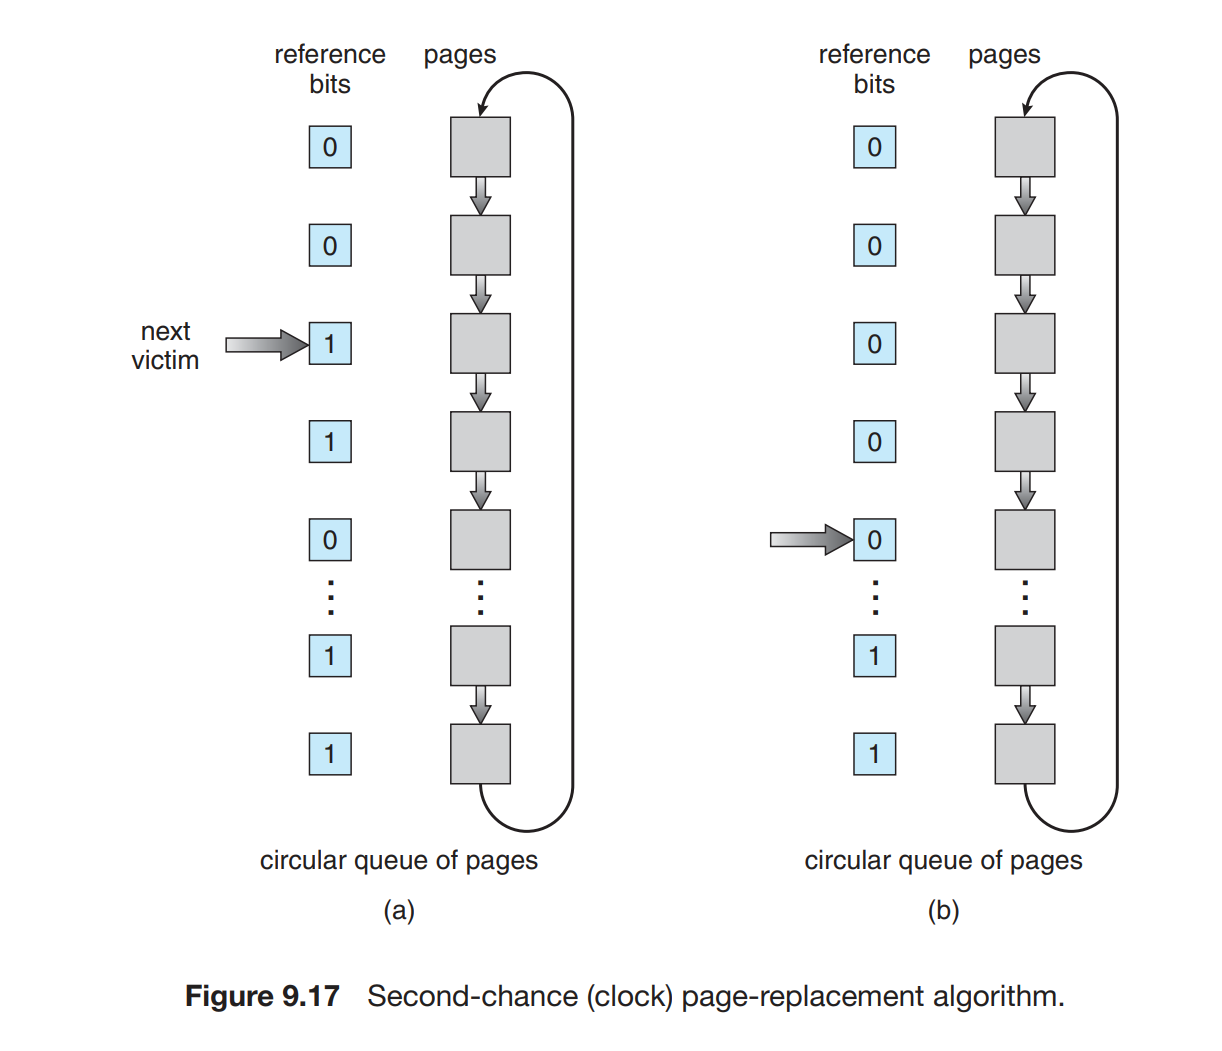 reference pages
bits
0
0
next
victim
1
1
0
1
1
circular queue of pages
(a)
reference pages
bits
0
0
0
0
0
1
1
circular queue of pages
(b)
Figure 9.17 Second-chance (clock) page-replacement algorithm.